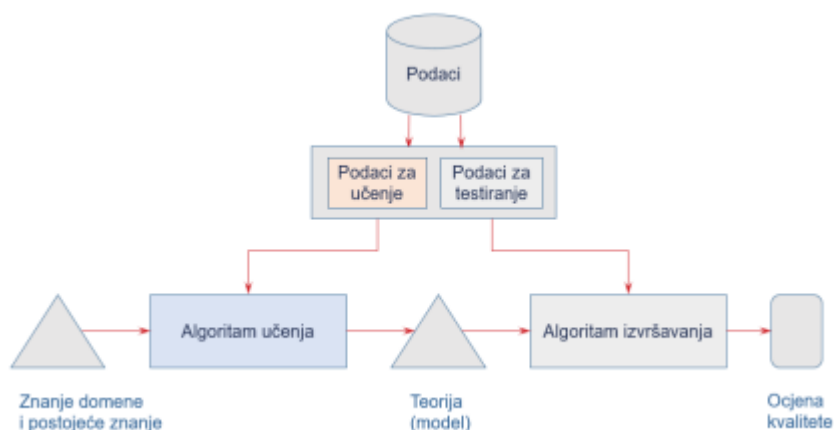 Podaci
Podaci za
učenje
Podaci za
testiranje
Algoritam učenja
Algoritam izvršavanja
Znanje domene
i postojeće znanje
Teorija
(model)
Ocjena
kvalitete